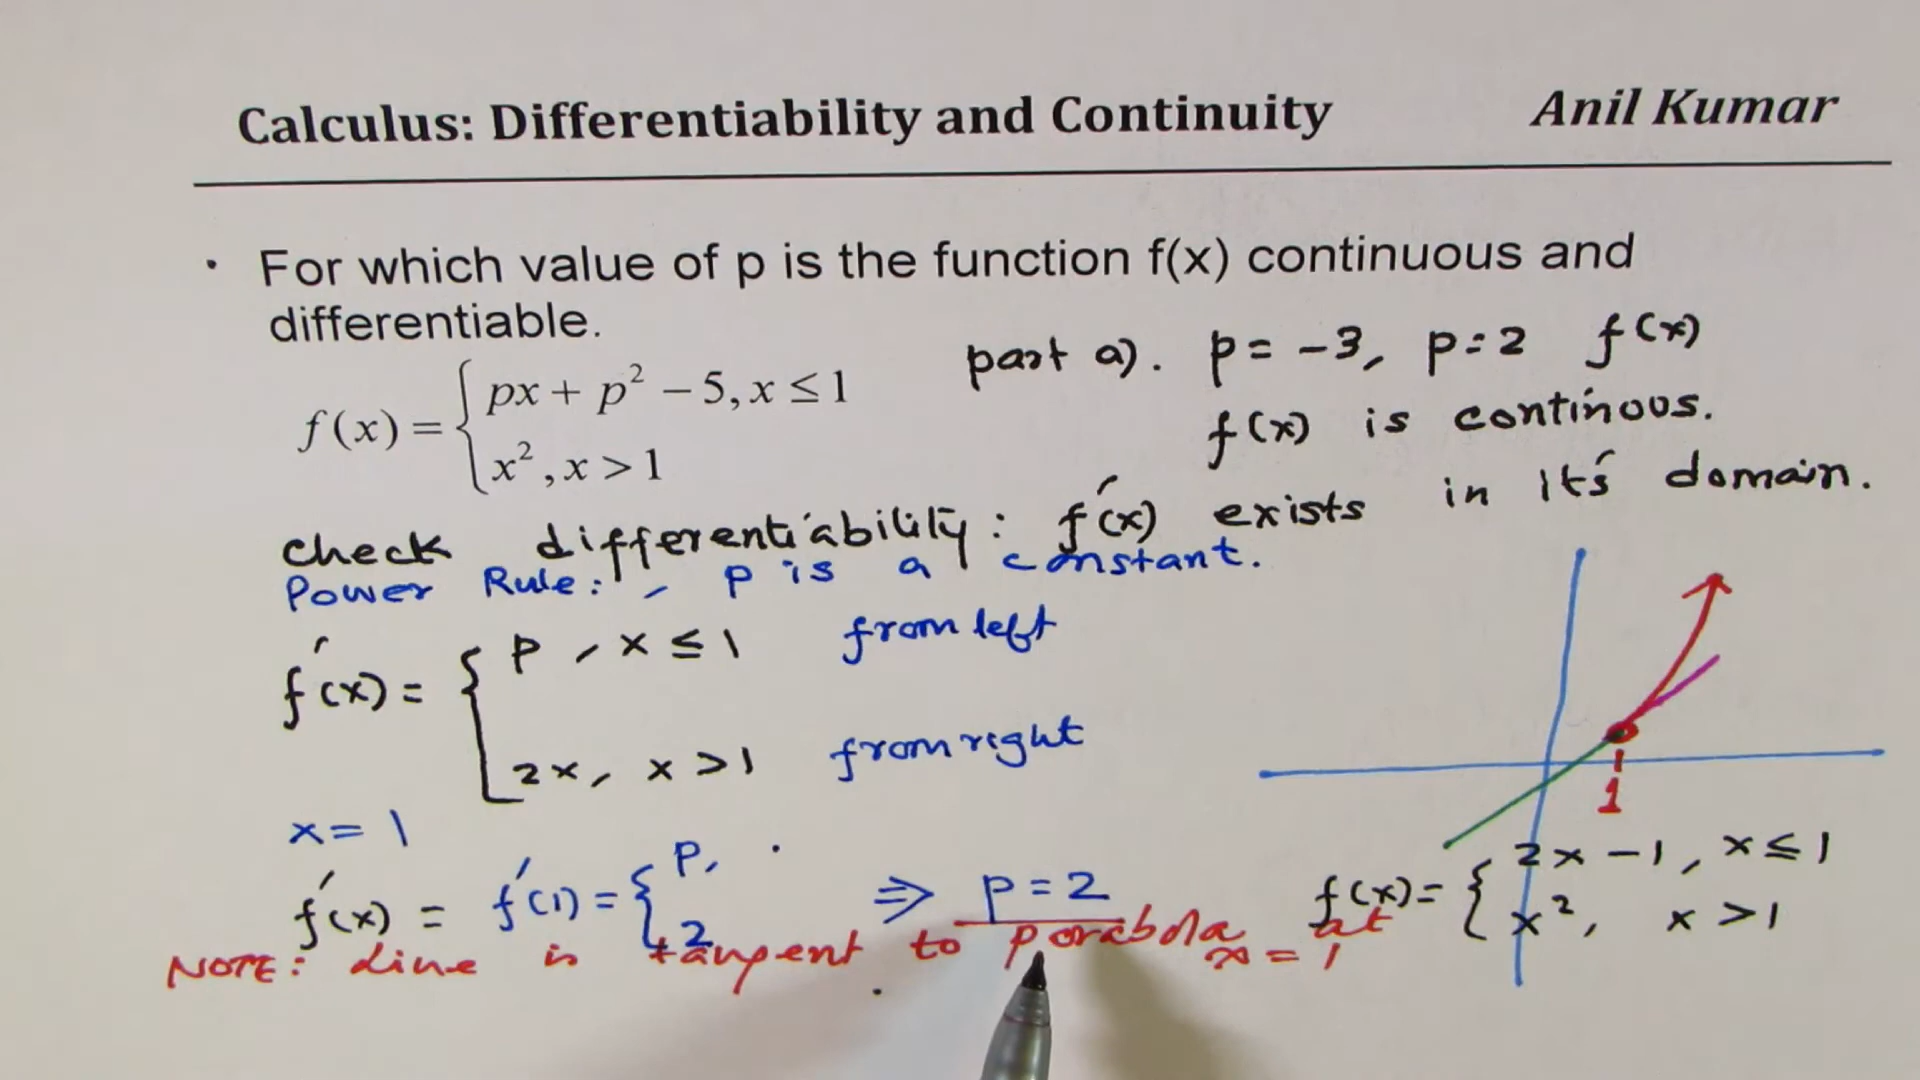 Calculus: Differentiability and Continuity Anil Kumar
· For which value of p is the function f(x) continuous and
differentiable.
part a). p = -3, p = 2 f(x)
f(x) = { px + p² − 5, x ≤ 1
x², x > 1
f(x) is continous.
check differentiability: f'(x) exists in it's domain.
Power Rule: , p is a constant.
f'(x) = { p , x ≤ 1 from left
2x, x > 1 from right
x = 1
1
f'(x) = f'(1) = { p,
2
⇒ p = 2
f(x) = { 2x - 1, x ≤ 1
x², x > 1
NOTE: Line is tangent to parabola at
x = 1